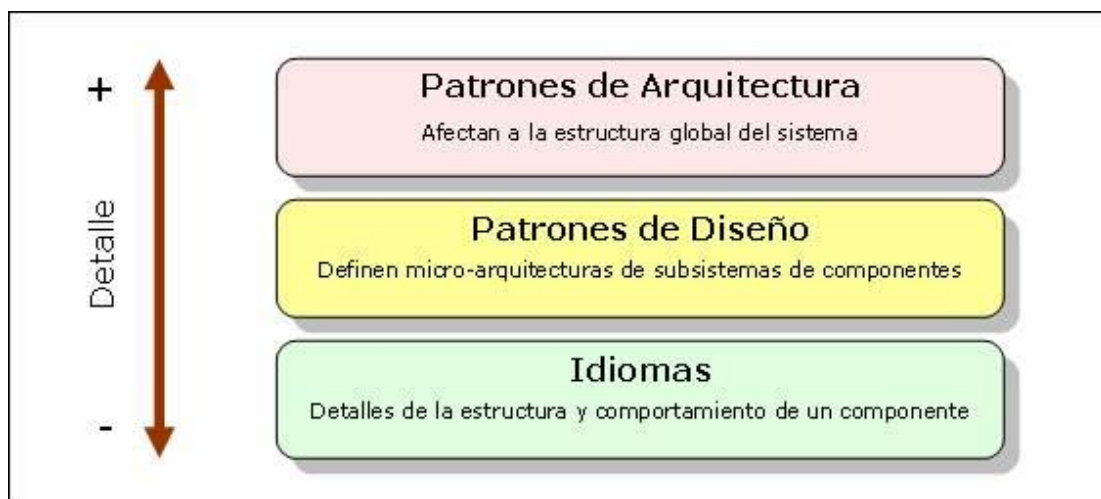 +
Detalle
-
Patrones de Arquitectura
Afectan a la estructura global del sistema
Patrones de Diseño
Definen micro-arquitecturas de subsistemas de componentes
Idiomas
Detalles de la estructura y comportamiento de un componente